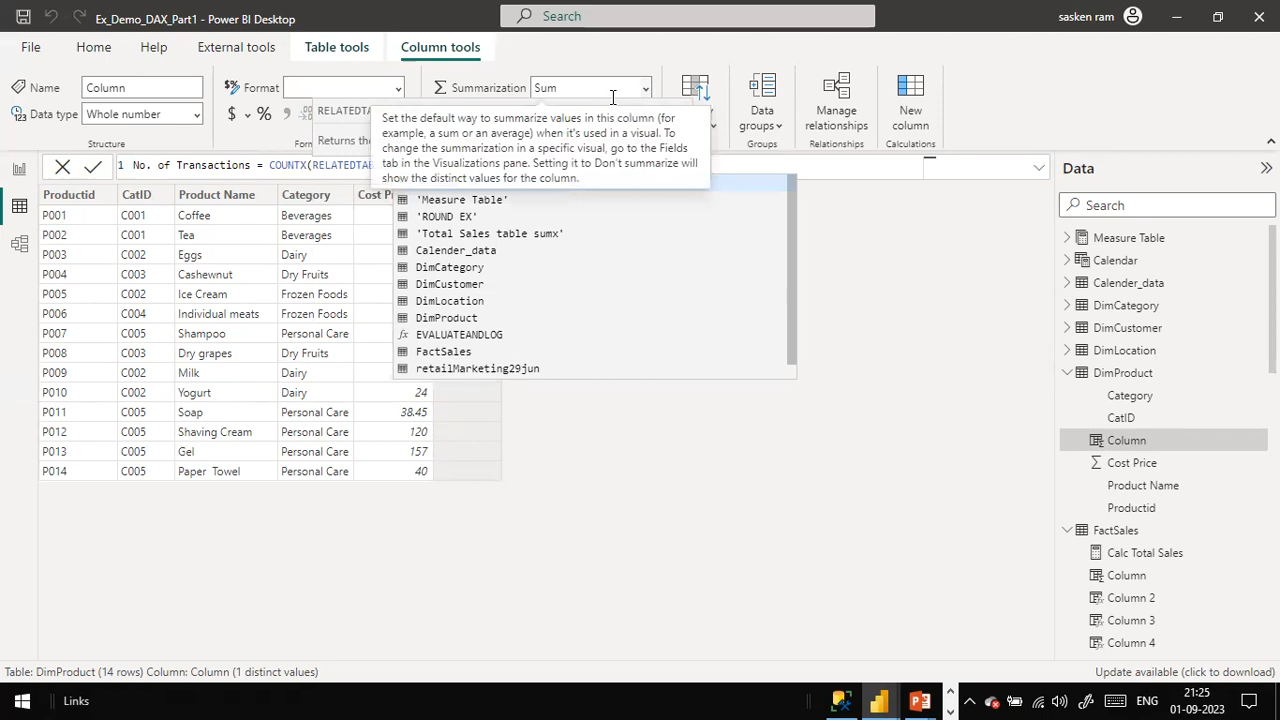 Ex_Demo_DAX_Part1 - Power BI Desktop
Search
sasken ram
File
Home
Help
External tools
Table tools
Column tools
Name
Column
Format
Summarization
Sum
Data type
Whole number
$
%
Data groups
Manage relationships
New column
Structure
Relationships
Calculations
RELATEDTA
Returns the
Set the default way to summarize values in this column (for
example, a sum or an average) when it's used in a visual. To
change the summarization in a specific visual, go to the Fields
tab in the Visualizations pane. Setting it to Don't summarize will
show the distinct values for the column.
1 No. of Transactions = COUNTX(RELATEDTA
Productid CatID Product Name Category Cost P
P001 C001 Coffee Beverages
P002 C001 Tea Beverages
P003 C002 Eggs Dairy
P004 C003 Cashewnut Dry Fruits
P005 C002 Ice Cream Frozen Foods
P006 C004 Individual meats Frozen Foods
P007 C005 Shampoo Personal Care
P008 C003 Dry grapes Dry Fruits
P009 C002 Milk Dairy
P010 C002 Yogurt Dairy 24
P011 C005 Soap Personal Care 38.45
P012 C005 Shaving Cream Personal Care 120
P013 C005 Gel Personal Care 157
P014 C005 Paper Towel Personal Care 40
'Measure Table'
'ROUND EX'
'Total Sales table sumx'
Calender_data
DimCategory
DimCustomer
DimLocation
DimProduct
EVALUATEANDLOG
FactSales
retailMarketing29jun
Data
Search
Measure Table
Calendar
Calender_data
DimCategory
DimCustomer
DimLocation
DimProduct
Category
CatID
Column
Cost Price
Product Name
Productid
FactSales
Calc Total Sales
Column
Column 2
Column 3
Column 4
Table: DimProduct (14 rows) Column: Column (1 distinct values)
Update available (click to download)
Links
ENG
21:25
01-09-2023